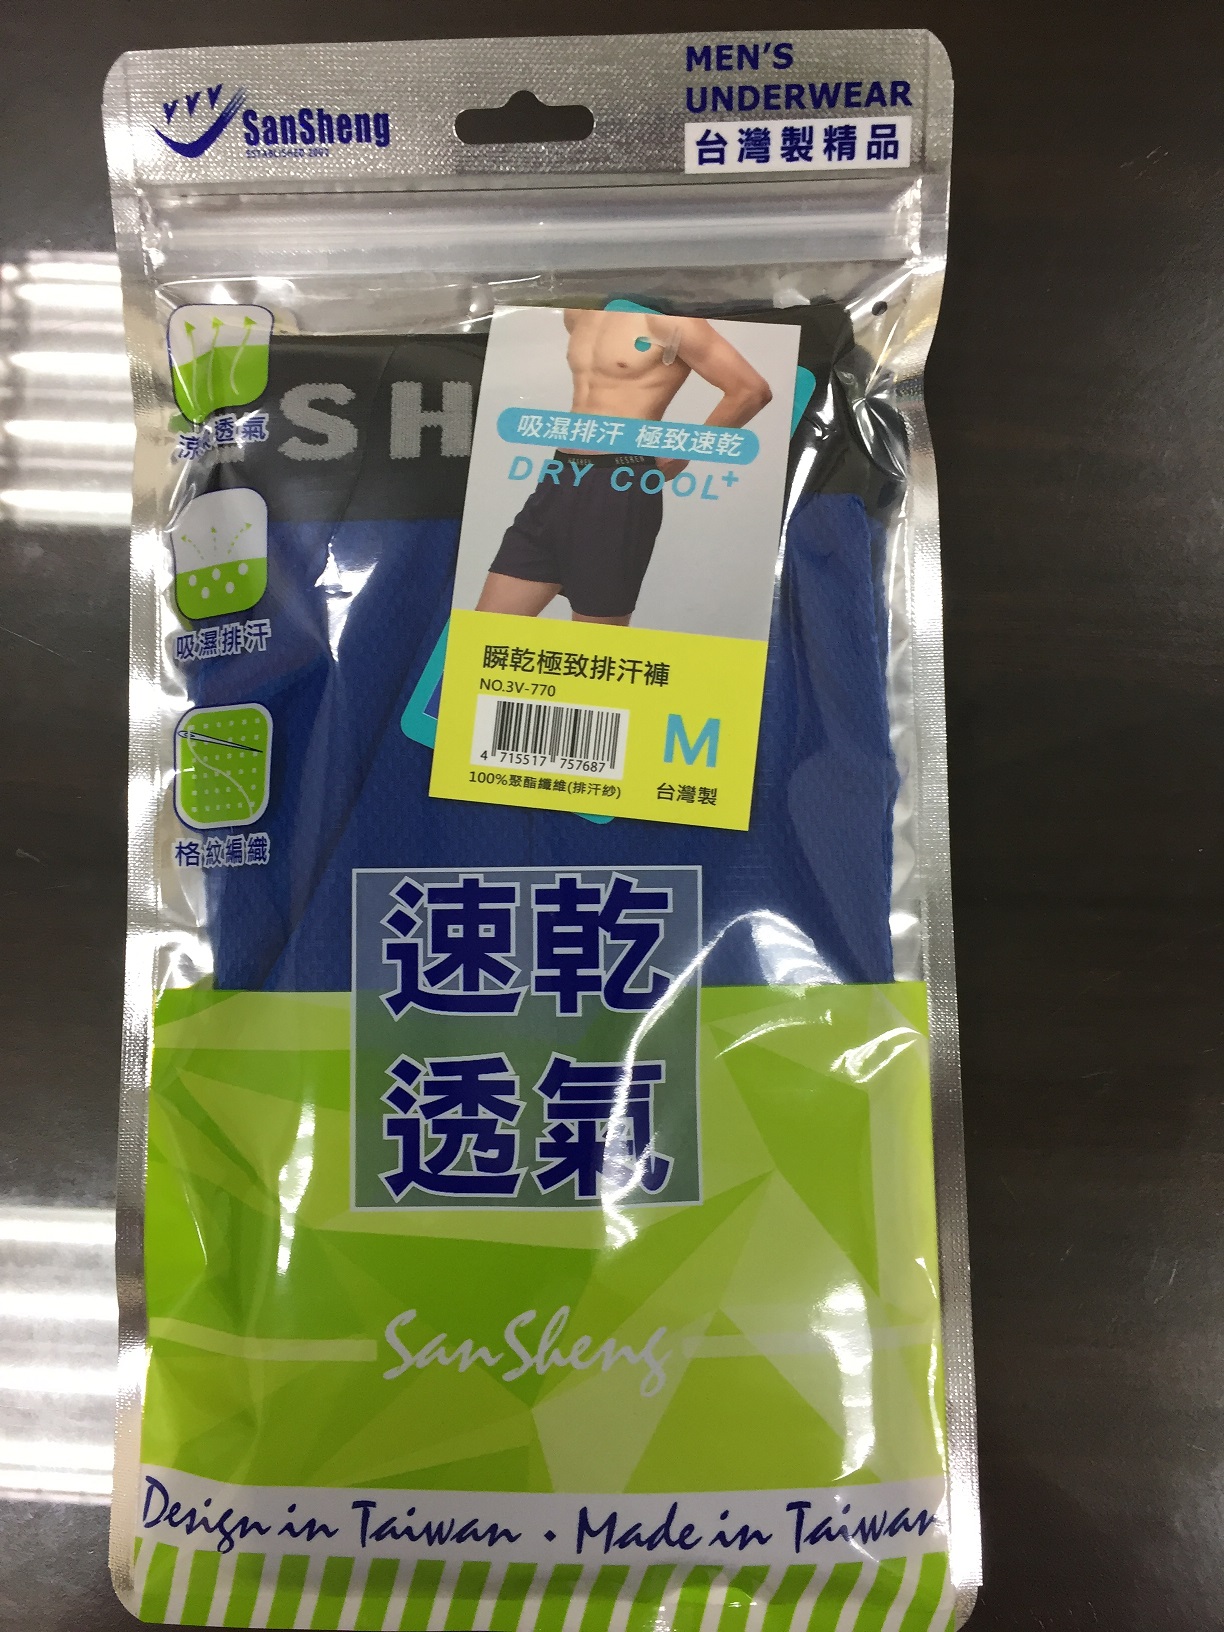 SanSheng
MEN'S
UNDERWEAR
台灣製精品
透氣
SH
吸濕排汗 極致速乾
DRY COOL+
吸濕排汗
瞬乾極致排汗褲
NO.3V-770
4 715517 757687
M
100%聚酯纖維(排汗紗)
台灣製
格紋編織
速乾
透氣
SanSheng
Design in Taiwan · Made in Taiwan